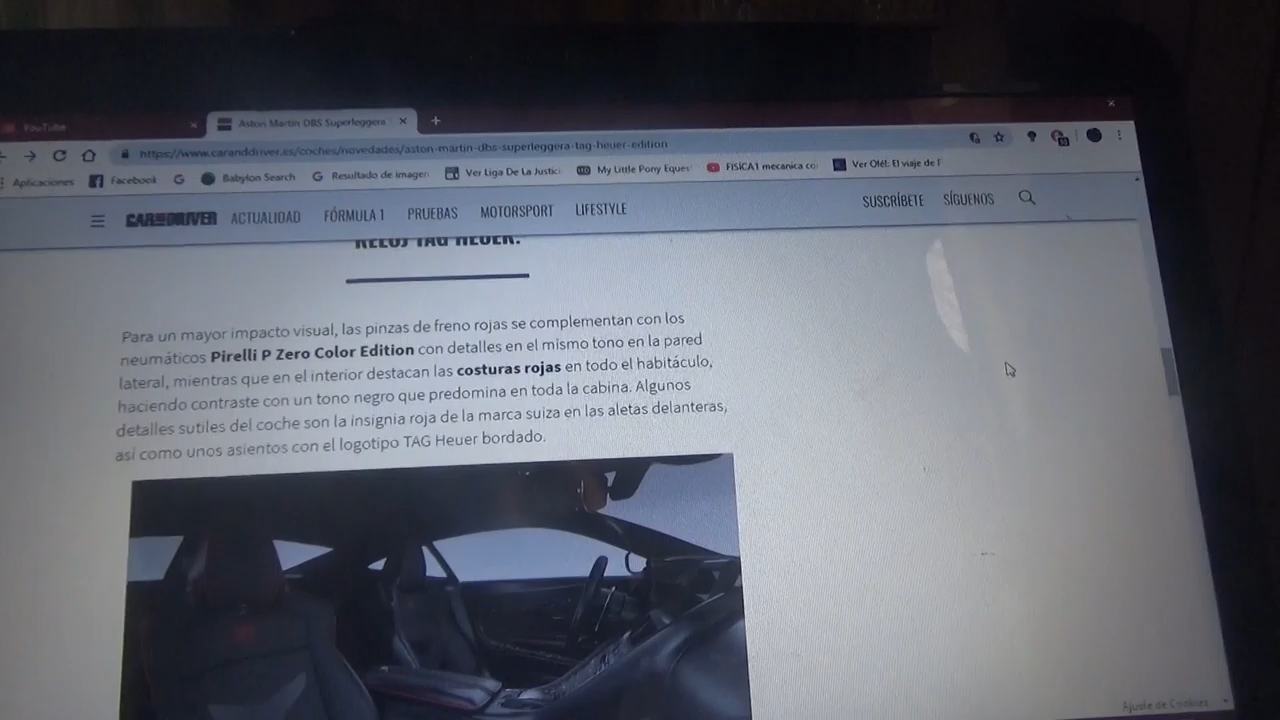 YouTube
Aston Martin DBS Superleggera
https://www.caranddriver.es/coches/novedades/aston-martin-dbs-superleggera-tag-heuer-edition
Aplicaciones Facebook Babylon Search Resultado de imagen Ver Liga De La Justic My Little Pony Eques FISICA1 mecanica co Ver Olé!: El viaje de F
CAR AND DRIVER ACTUALIDAD FÓRMULA 1 PRUEBAS MOTORSPORT LIFESTYLE SUSCRÍBETE SÍGUENOS
RELOJ TAG HEUER.
Para un mayor impacto visual, las pinzas de freno rojas se complementan con los
neumáticos Pirelli P Zero Color Edition con detalles en el mismo tono en la pared
lateral, mientras que en el interior destacan las costuras rojas en todo el habitáculo,
haciendo contraste con un tono negro que predomina en toda la cabina. Algunos
detalles sutiles del coche son la insignia roja de la marca suiza en las aletas delanteras,
así como unos asientos con el logotipo TAG Heuer bordado.
Ajuste de Cookies